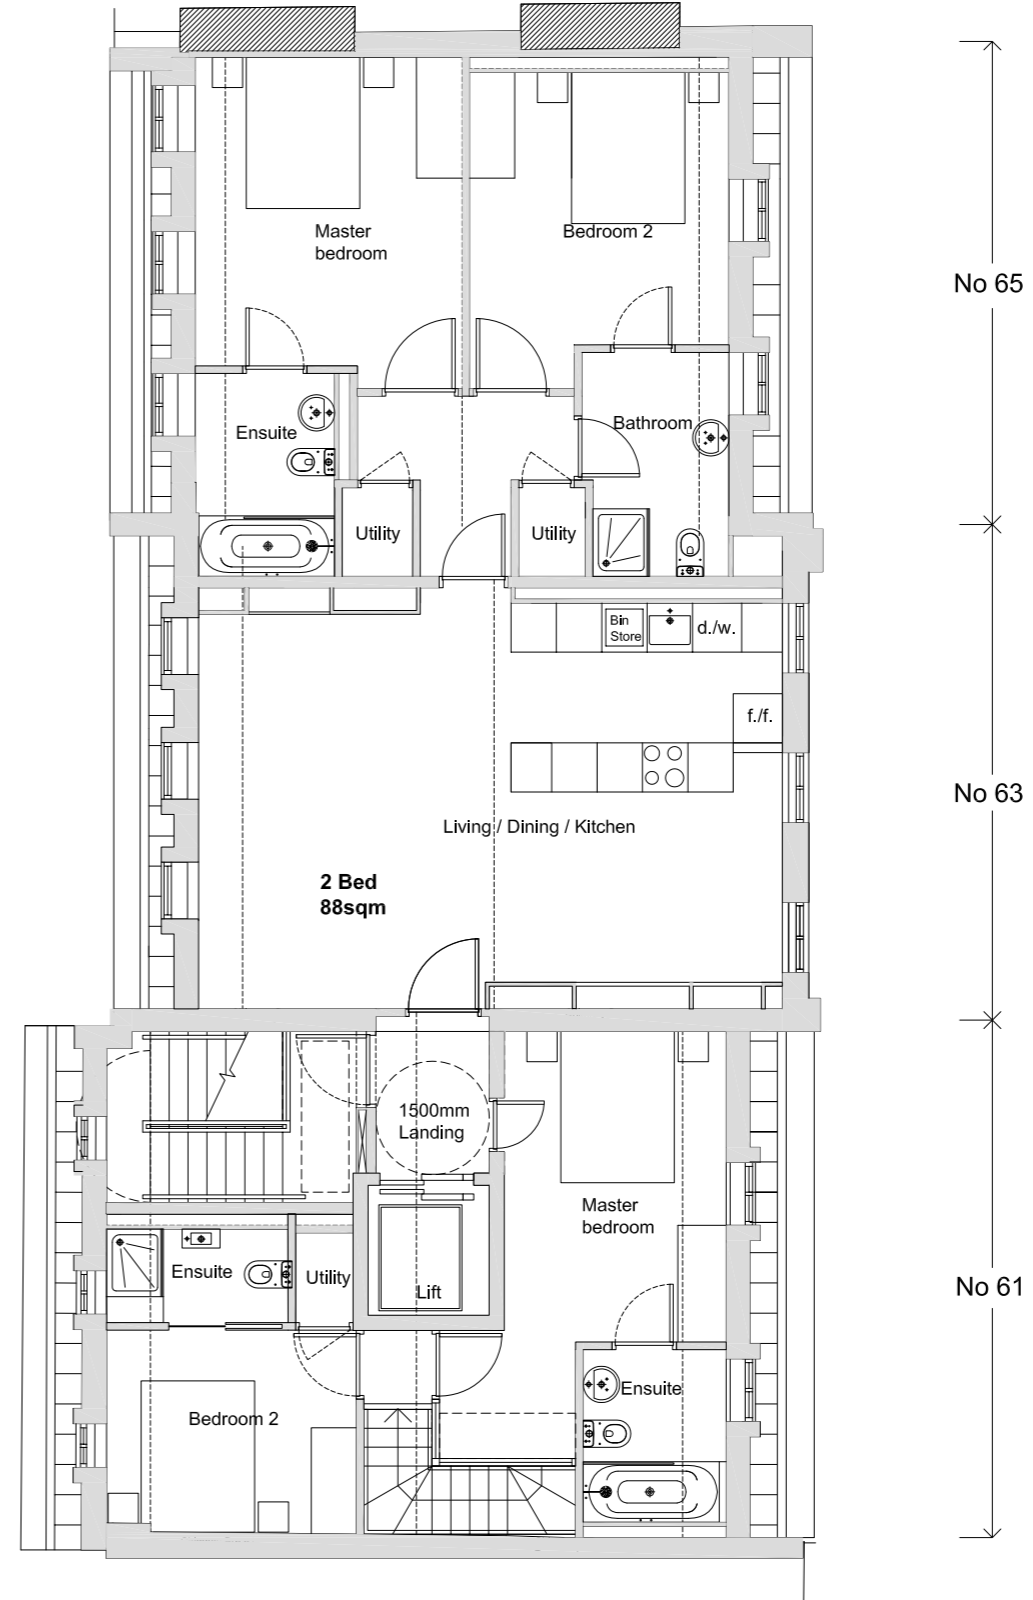 Master
bedroom
Bedroom 2
No 65
Ensuite
Bathroom
Utility
Utility
Bin
Store
d./w.
f./f.
No 63
Living / Dining / Kitchen
2 Bed
88sqm
1500mm
Landing
Master
bedroom
Ensuite
Utility
Lift
No 61
Ensuite
Bedroom 2